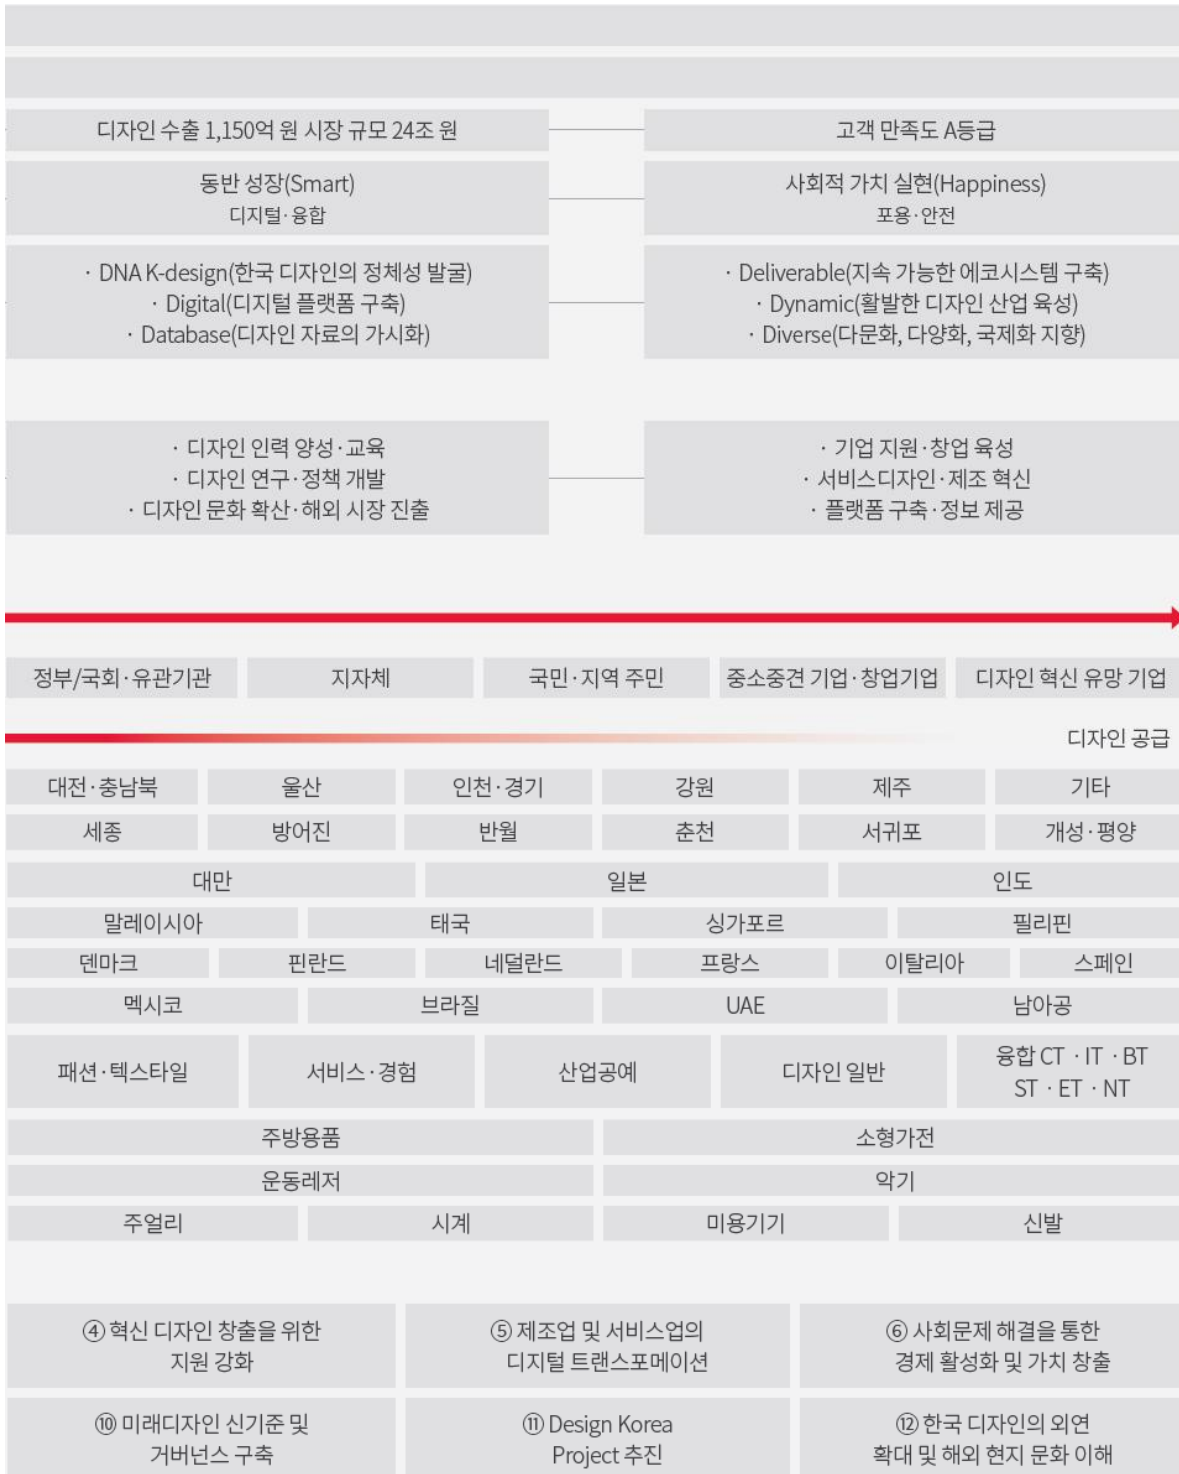 디자인 수출 1,150억 원 시장 규모 24조 원
고객 만족도 A등급
동반 성장(Smart)
디지털·융합
사회적 가치 실현(Happiness)
포용·안전
· DNA K-design(한국 디자인의 정체성 발굴)
· Digital(디지털 플랫폼 구축)
· Database(디자인 자료의 가시화)
· Deliverable(지속 가능한 에코시스템 구축)
· Dynamic(활발한 디자인 산업 육성)
· Diverse(다문화, 다양화, 국제화 지향)
· 디자인 인력 양성·교육
· 디자인 연구·정책 개발
· 디자인 문화 확산·해외 시장 진출
· 기업 지원·창업 육성
· 서비스디자인·제조 혁신
· 플랫폼 구축·정보 제공
정부/국회·유관기관
지자체
국민·지역 주민
중소중견 기업·창업기업
디자인 혁신 유망 기업
디자인 공급
대전·충남북
울산
인천·경기
강원
제주
기타
세종
방어진
반월
춘천
서귀포
개성·평양
대만
일본
인도
말레이시아
태국
싱가포르
필리핀
덴마크
핀란드
네덜란드
프랑스
이탈리아
스페인
멕시코
브라질
UAE
남아공
패션·텍스타일
서비스·경험
산업공예
디자인 일반
융합 CT · IT · BT
ST · ET · NT
주방용품
소형가전
운동레저
악기
주얼리
시계
미용기기
신발
④ 혁신 디자인 창출을 위한
지원 강화
⑤ 제조업 및 서비스업의
디지털 트랜스포메이션
⑥ 사회문제 해결을 통한
경제 활성화 및 가치 창출
⑩ 미래디자인 신기준 및
거버넌스 구축
⑪ Design Korea
Project 추진
⑫ 한국 디자인의 외연
확대 및 해외 현지 문화 이해